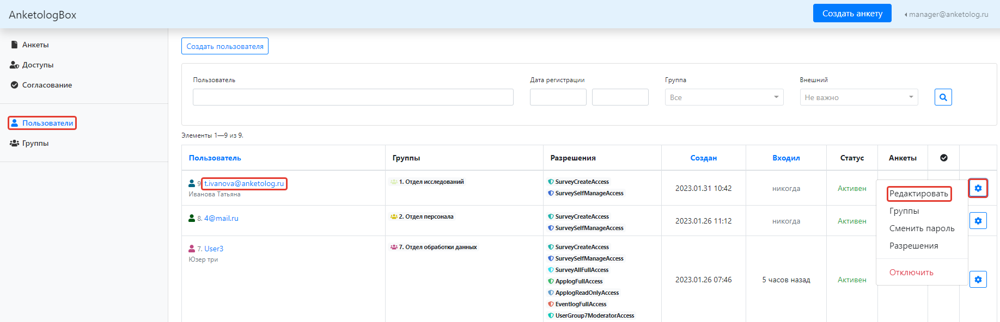 AnketologBox
Создать анкету
manager@anketolog.ru
Анкеты
Доступы
Согласование
Пользователи
Группы
Создать пользователя
Пользователь
Дата регистрации
Группа
Внешний
Все
Не важно
Элементы 1—9 из 9.
Пользователь Группы Разрешения Создан Входил Статус Анкеты
9. t.ivanova@anketolog.ru
Иванова Татьяна
1. Отдел исследований
SurveyCreateAccess
SurveySelfManageAccess
2023.01.31 10:42
никогда
Активен
8. 4@mail.ru
2. Отдел персонала
SurveyCreateAccess
SurveySelfManageAccess
2023.01.26 11:12
никогда
Активен
7. User3
Юзер три
7. Отдел обработки данных
SurveyCreateAccess
SurveySelfManageAccess
SurveyAllFullAccess
ApplogFullAccess
ApplogReadOnlyAccess
EventlogFullAccess
UserGroup7ModeratorAccess
2023.01.26 07:46
5 часов назад
Активен
Редактировать
Группы
Сменить пароль
Разрешения
Отключить